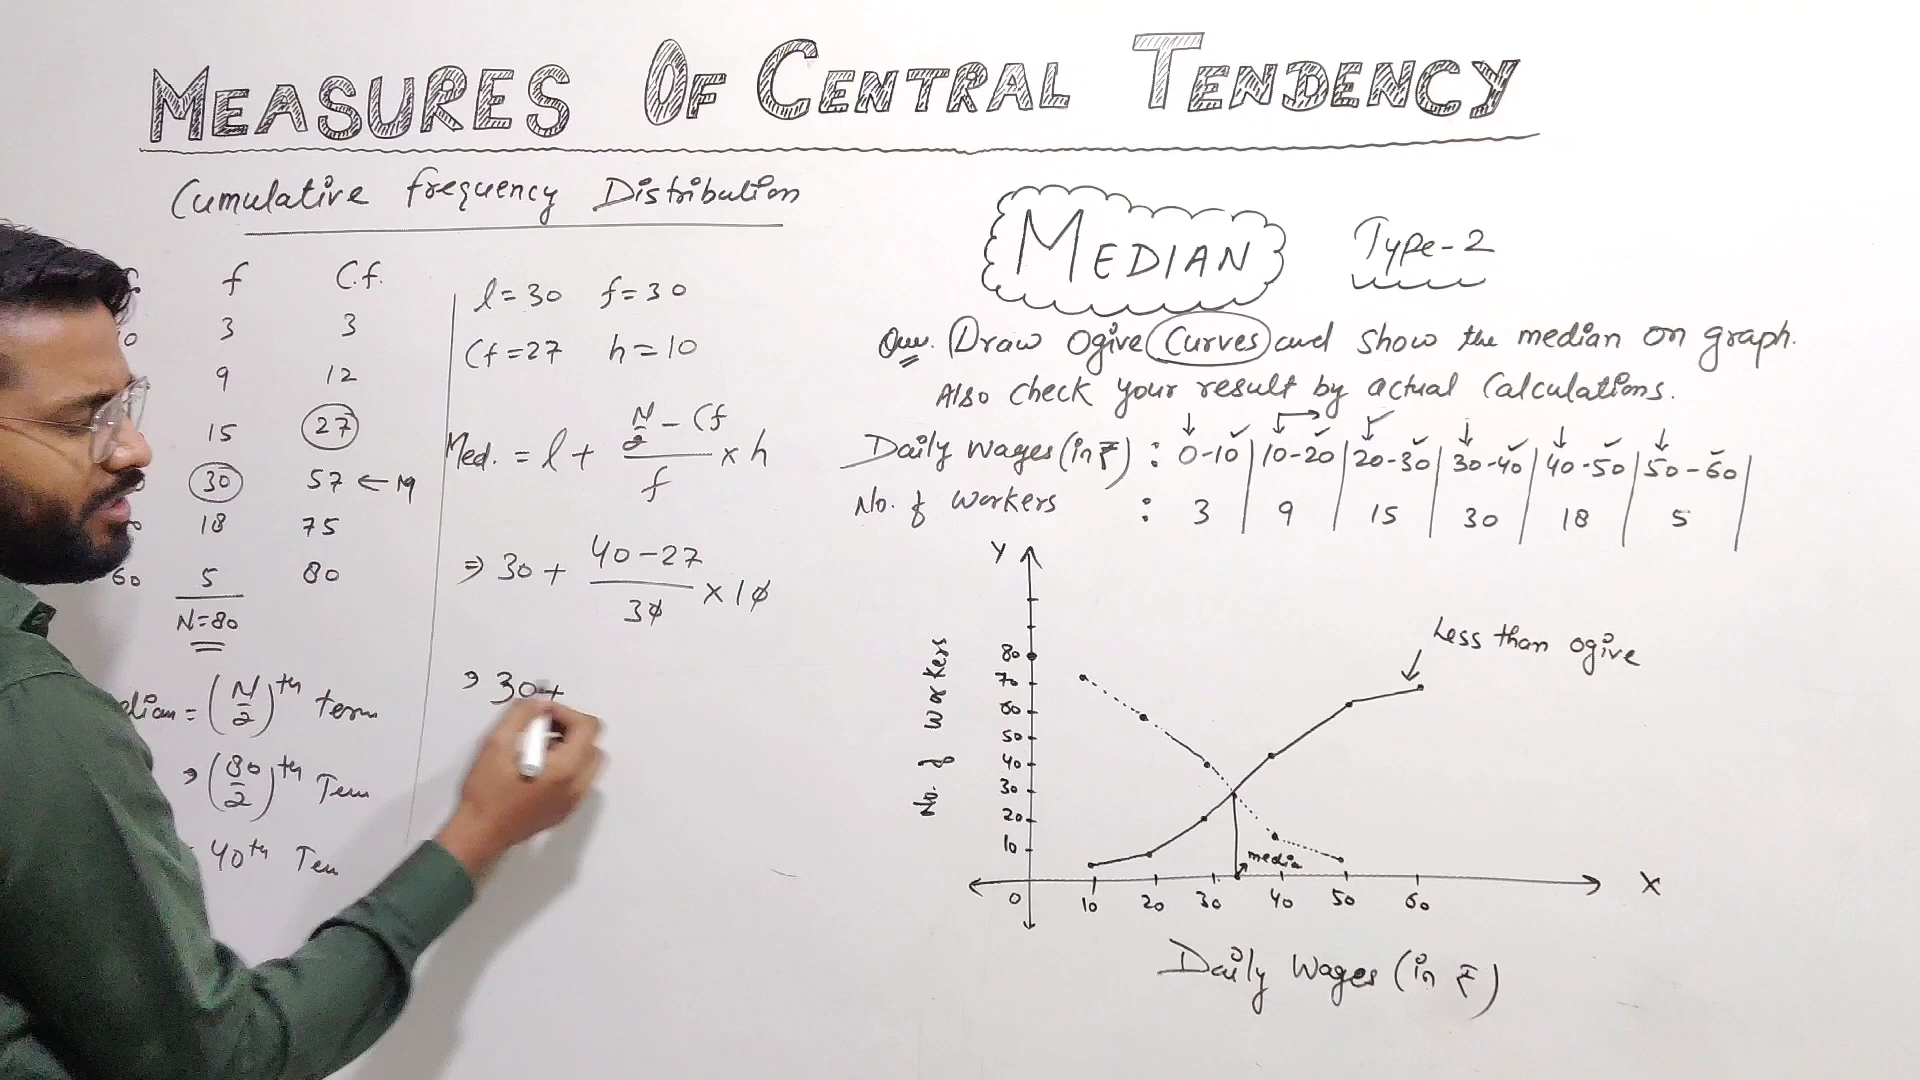 MEASURES OF CENTRAL TENDENCY
Cumulative frequency Distribution
f C.f.
0 3 3
9 12
15 27
30 57 ← M
18 75
60 5 80
N=80
dian = (N/2)th term
⇒ (80/2)th Term
40th Term
l=30 f=30
Cf=27 h=10
Med. = l + (N/2 - Cf)/f × h
⇒ 30 + (40-27)/30 × 10
⇒ 30+
MEDIAN
Type-2
Que. Draw Ogive Curves and show the median on graph.
Also check your result by actual Calculations.
Daily Wages (in ₹) : 0-10 | 10-20 | 20-30 | 30-40 | 40-50 | 50-60
No. of Workers : 3 | 9 | 15 | 30 | 18 | 5
Y
80
70
60
50
40
30
20
10
0
No. of Workers
Less than Ogive
median
10 20 30 40 50 60
X
Daily Wages (in ₹)